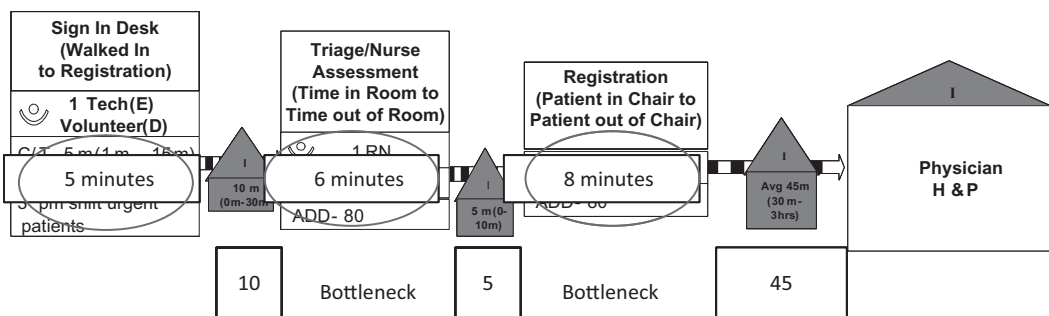 Sign In Desk
(Walked In
to Registration)
1 Tech(E)
Volunteer(D)
5 minutes
patients
I
10 m
(0m-30m
Triage/Nurse
Assessment
(Time in Room to
Time out of Room)
1 RN
6 minutes
ADD- 80
I
5 m(0-
10m)
Registration
(Patient in Chair to
Patient out of Chair)
8 minutes
I
Avg 45m
(30 m-
3hrs)
I
Physician
H &P
10
Bottleneck
5
Bottleneck
45